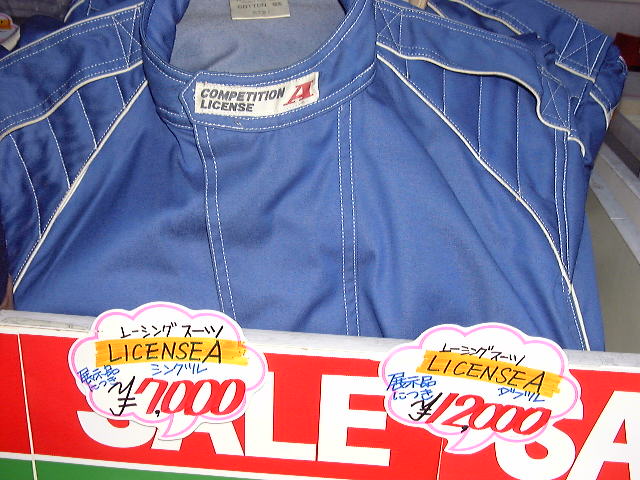 COTTON
COMPETITION A
LICENSE
レーシングスーツ
LICENSE A
シングル
展示品
につき
¥7,000
レーシングスーツ
LICENSE A
ダブル
展示品
につき
¥12,000
SALE
SA